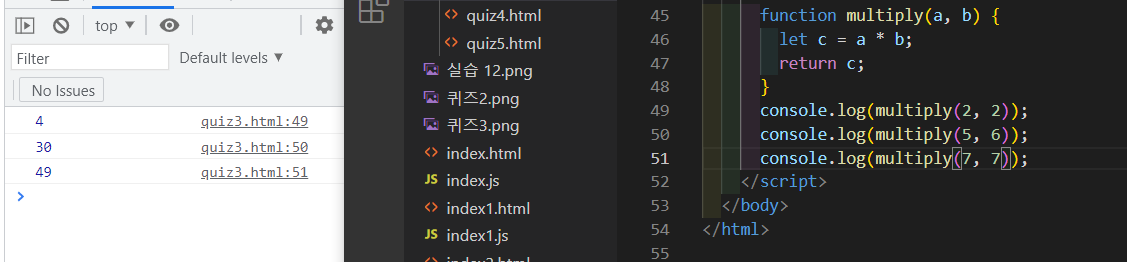 top ▼
Filter
Default levels ▼
No Issues
4 quiz3.html:49
30 quiz3.html:50
49 quiz3.html:51
>
<> quiz4.html
<> quiz5.html
실습 12.png
퀴즈2.png
퀴즈3.png
<> index.html
JS index.js
<> index1.html
JS index1.js
45 function multiply(a, b) {
46 let c = a * b;
47 return c;
48 }
49 console.log(multiply(2, 2));
50 console.log(multiply(5, 6));
51 console.log(multiply(7, 7));
52 </script>
53 </body>
54 </html>
55